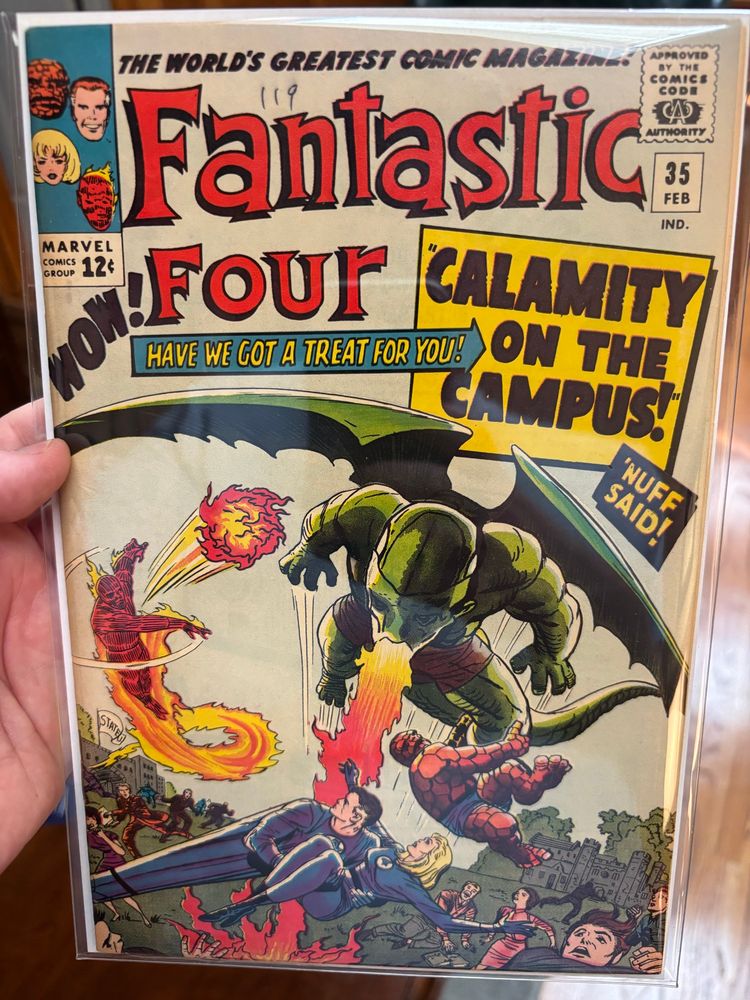 THE WORLD'S GREATEST COMIC MAGAZINE!
119
APPROVED
BY THE
COMICS
CODE
CA
AUTHORITY
Fantastic
Four
35
FEB
IND.
MARVEL
COMICS
GROUP 12¢
WOW!
HAVE WE GOT A TREAT FOR YOU!
"CALAMITY
ON THE
CAMPUS!"
'NUFF
SAID!
STATE U
4